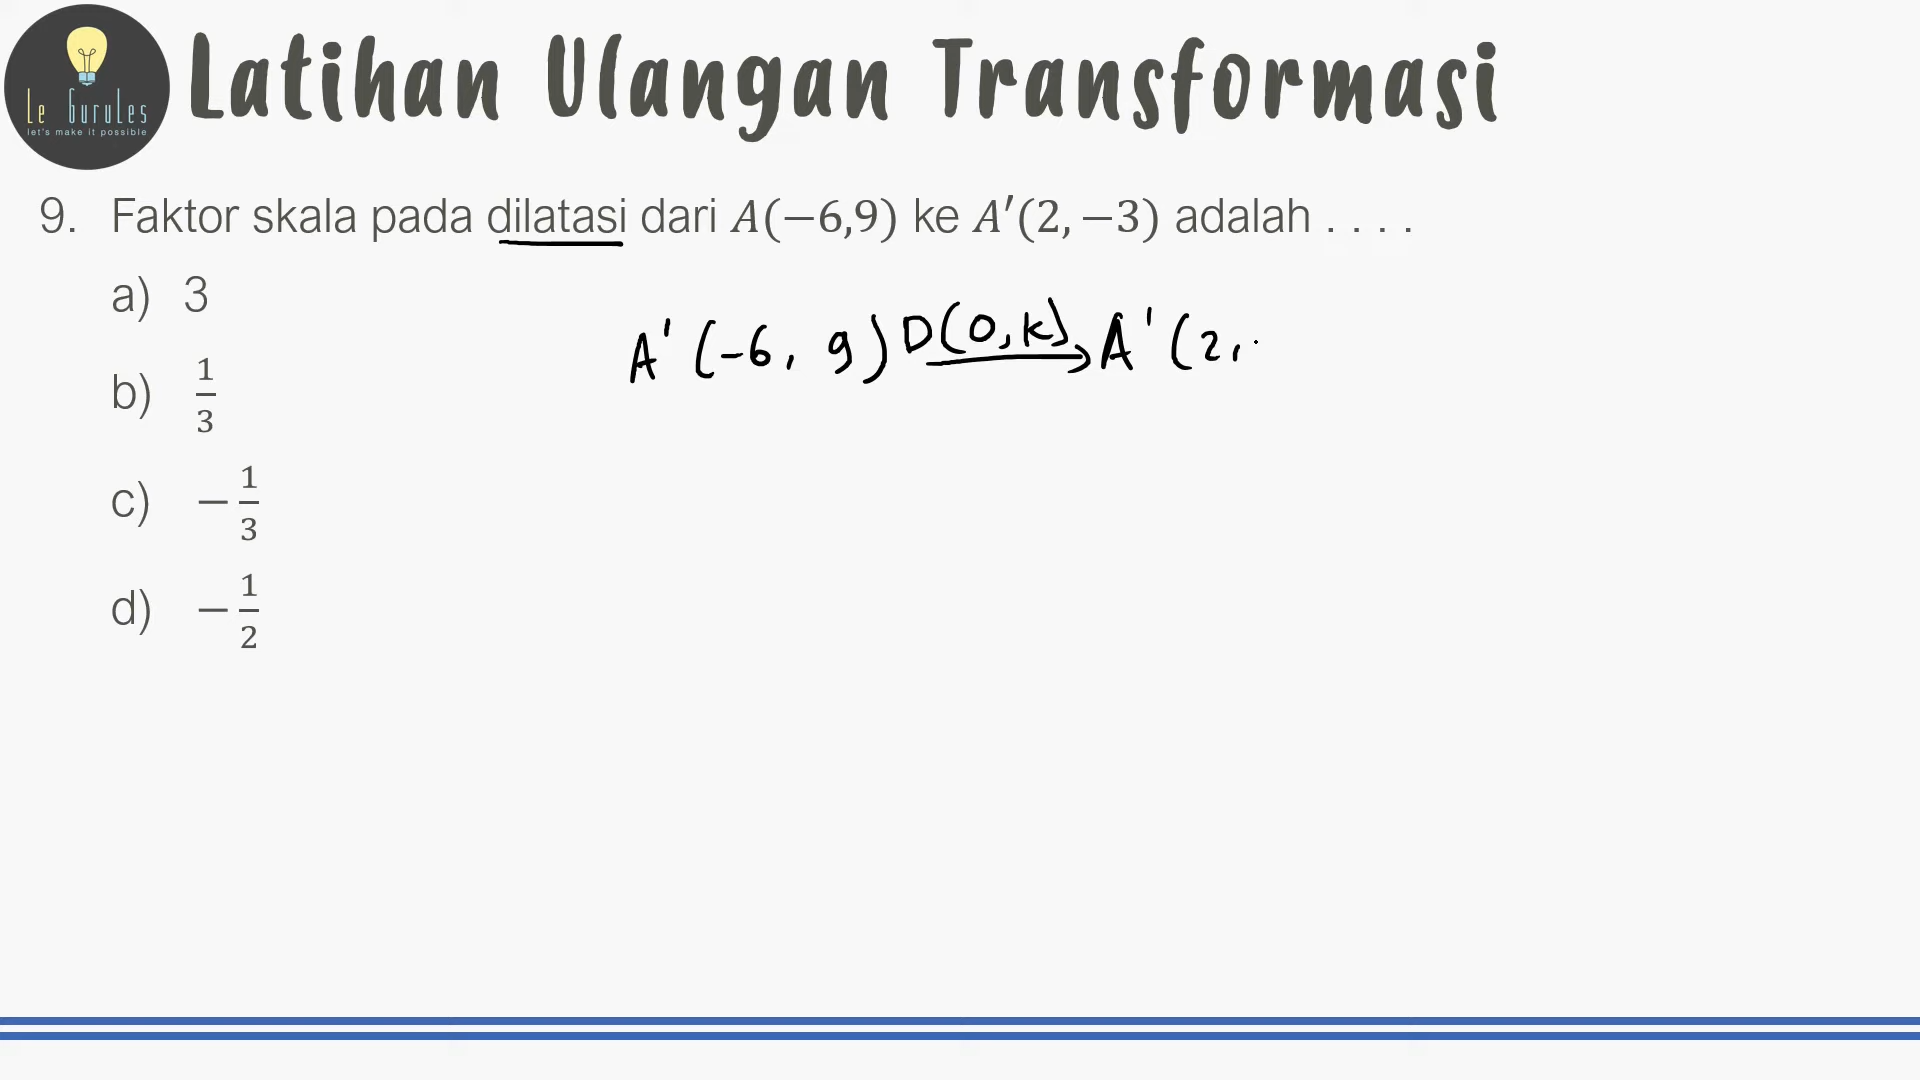 Le GuruLes
let's make it possible
Latihan Ulangan Transformasi
9. Faktor skala pada dilatasi dari A(−6,9) ke A′(2, −3) adalah . . . .
a) 3
A'(-6, 9) D(0,k) A'(2,
b) 1/3
c) −1/3
d) −1/2